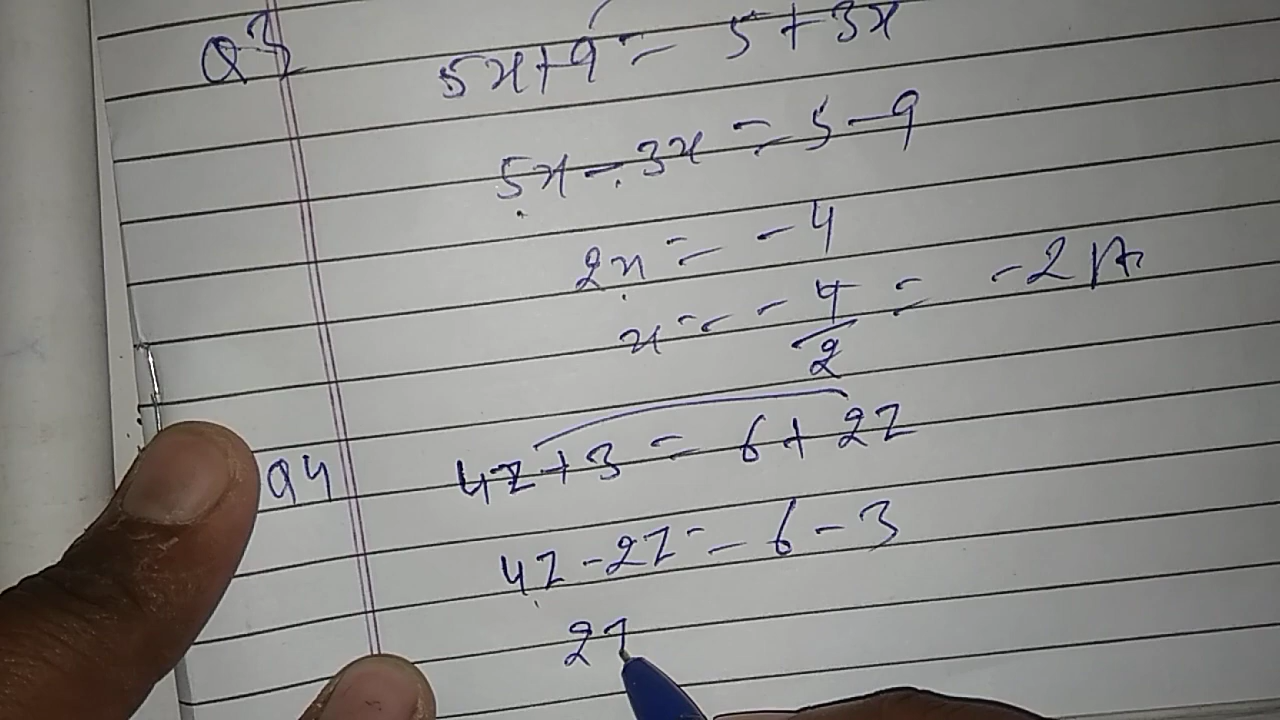 Q3 5x+9 = 5+3x
5x-3x = 5-9
2x = -4
x = -4/2 = -2 A
Q4 4z+3 = 6+2z
4z-2z = 6-3
2z